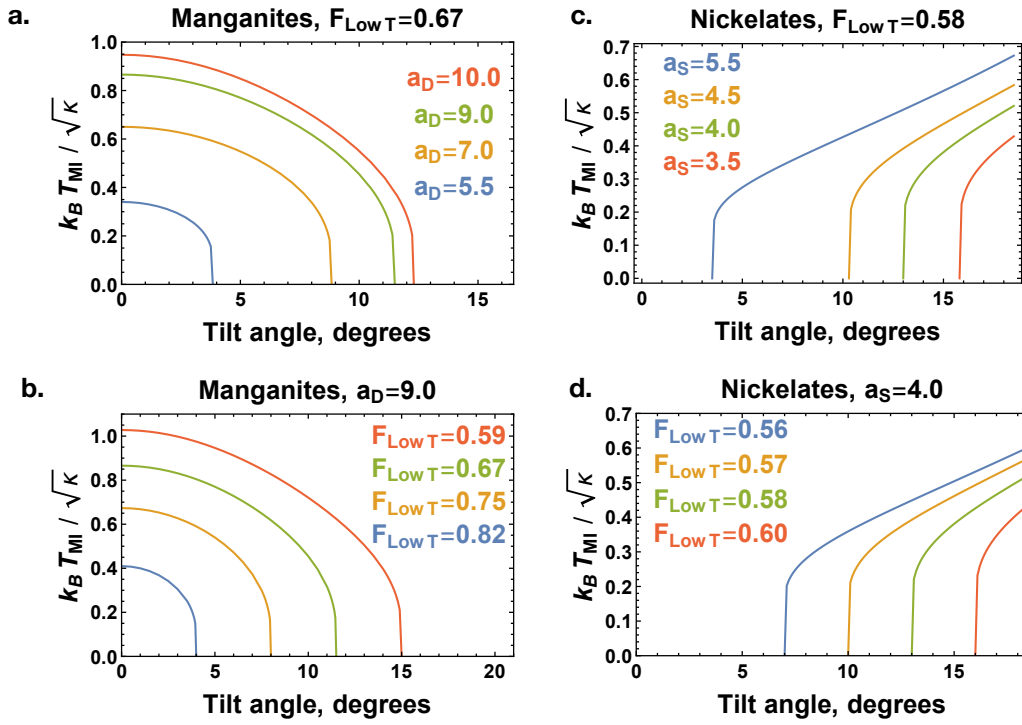 a.
Manganites, F_Low T=0.67
k_B T_MI / √κ
1.0
0.8
0.6
0.4
0.2
0.0
a_D=10.0
a_D=9.0
a_D=7.0
a_D=5.5
0 5 10 15
Tilt angle, degrees
c.
Nickelates, F_Low T=0.58
k_B T_MI / √κ
0.7
0.6
0.5
0.4
0.3
0.2
0.1
0.0
a_S=5.5
a_S=4.5
a_S=4.0
a_S=3.5
0 5 10 15
Tilt angle, degrees
b.
Manganites, a_D=9.0
k_B T_MI / √κ
1.0
0.8
0.6
0.4
0.2
0.0
F_Low T=0.59
F_Low T=0.67
F_Low T=0.75
F_Low T=0.82
0 5 10 15 20
Tilt angle, degrees
d.
Nickelates, a_S=4.0
k_B T_MI / √κ
0.7
0.6
0.5
0.4
0.3
0.2
0.1
0.0
F_Low T=0.56
F_Low T=0.57
F_Low T=0.58
F_Low T=0.60
0 5 10 15
Tilt angle, degrees